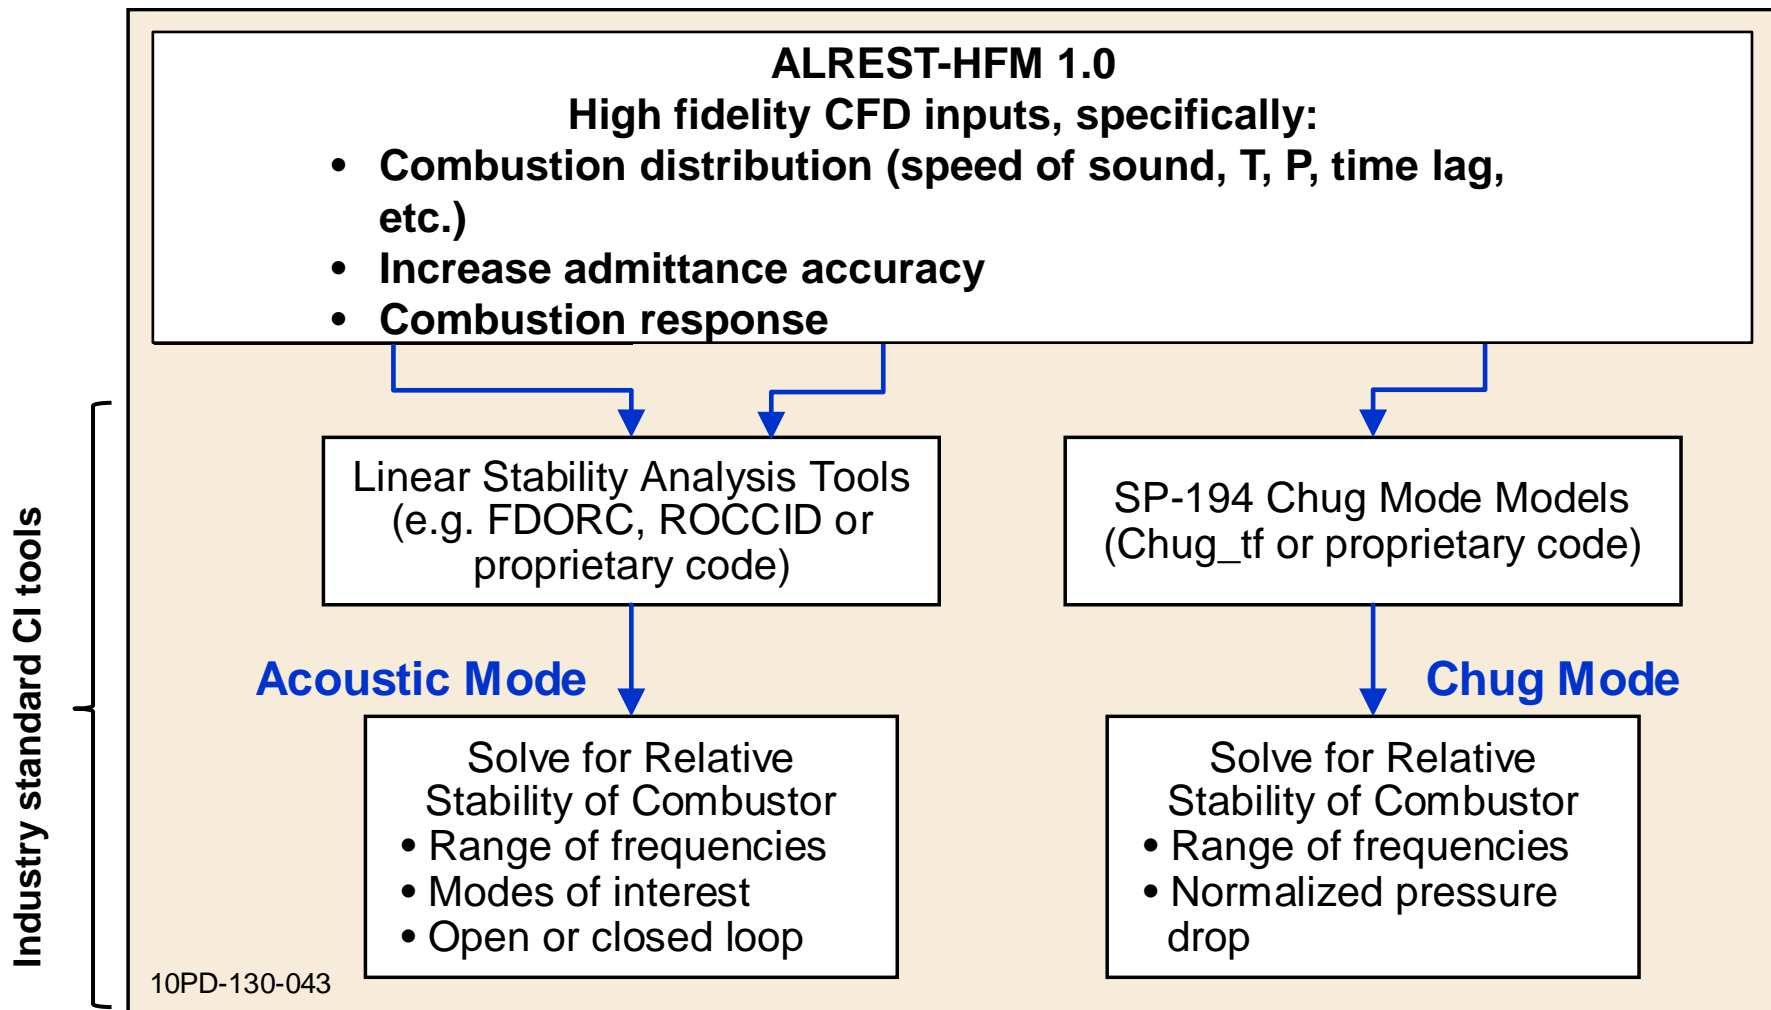 ALREST-HFM 1.0
High fidelity CFD inputs, specifically:
• Combustion distribution (speed of sound, T, P, time lag,
etc.)
• Increase admittance accuracy
• Combustion response
Industry standard CI tools
Linear Stability Analysis Tools
(e.g. FDORC, ROCCID or
proprietary code)
SP-194 Chug Mode Models
(Chug_tf or proprietary code)
Acoustic Mode
Chug Mode
Solve for Relative
Stability of Combustor
• Range of frequencies
• Modes of interest
• Open or closed loop
Solve for Relative
Stability of Combustor
• Range of frequencies
• Normalized pressure
drop
10PD-130-043